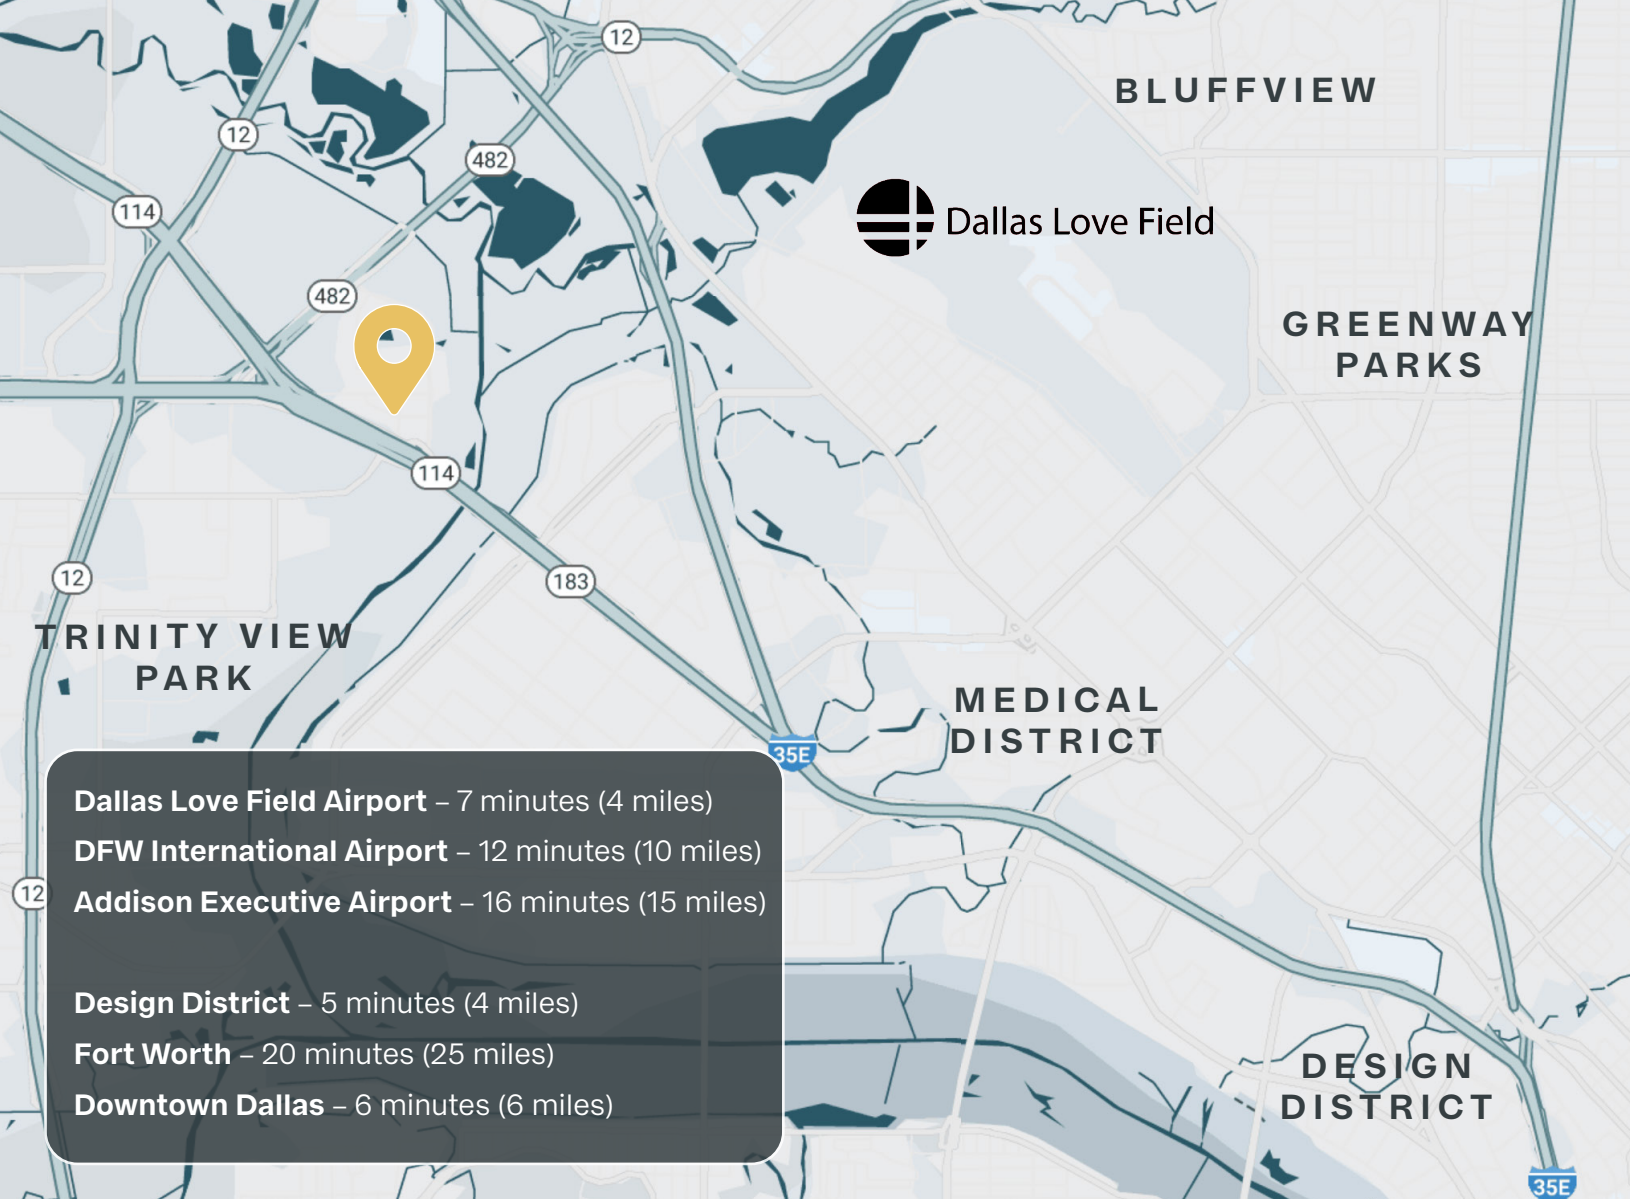 12
BLUFFVIEW
12
482
114
Dallas Love Field
482
GREENWAY
PARKS
114
12
183
TRINITY VIEW
PARK
MEDICAL
DISTRICT
35E
Dallas Love Field Airport – 7 minutes (4 miles)
DFW International Airport – 12 minutes (10 miles)
12
Addison Executive Airport – 16 minutes (15 miles)
Design District – 5 minutes (4 miles)
Fort Worth – 20 minutes (25 miles)
Downtown Dallas – 6 minutes (6 miles)
DESIGN
DISTRICT
35E